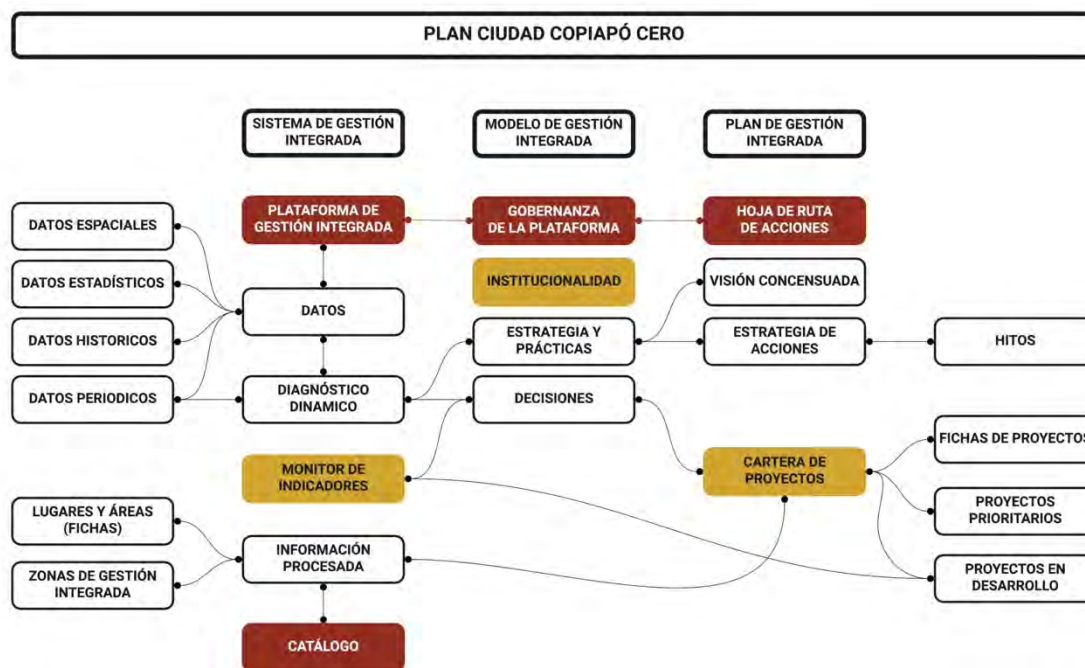 PLAN CIUDAD COPIAPÓ CERO
SISTEMA DE GESTIÓN
INTEGRADA
MODELO DE GESTIÓN
INTEGRADA
PLAN DE GESTIÓN
INTEGRADA
DATOS ESPACIALES
DATOS ESTADÍSTICOS
DATOS HISTORICOS
DATOS PERIODICOS
LUGARES Y ÁREAS
(FICHAS)
ZONAS DE GESTIÓN
INTEGRADA
PLATAFORMA DE
GESTIÓN INTEGRADA
DATOS
DIAGNÓSTICO
DINAMICO
MONITOR DE
INDICADORES
INFORMACIÓN
PROCESADA
CATÁLOGO
GOBERNANZA
DE LA PLATAFORMA
INSTITUCIONALIDAD
ESTRATEGIA Y
PRÁCTICAS
DECISIONES
HOJA DE RUTA
DE ACCIONES
VISIÓN CONCENSUADA
ESTRATEGIA DE
ACCIONES
CARTERA DE
PROYECTOS
HITOS
FICHAS DE PROYECTOS
PROYECTOS
PRIORITARIOS
PROYECTOS EN
DESARROLLO